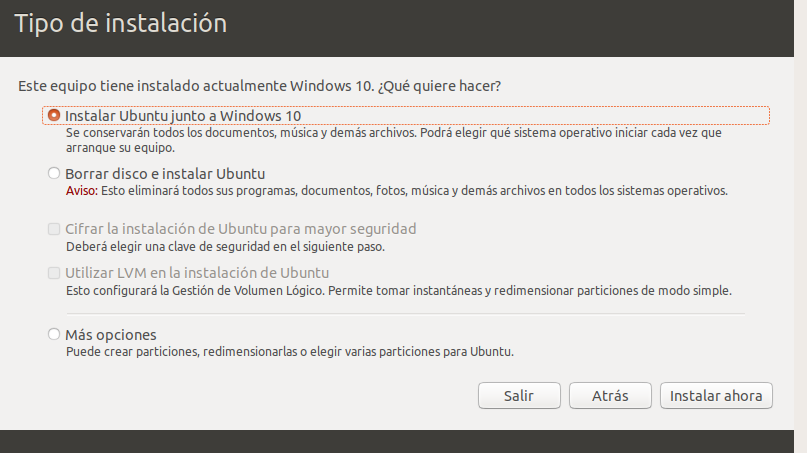 Tipo de instalación
Este equipo tiene instalado actualmente Windows 10. ¿Qué quiere hacer?
Instalar Ubuntu junto a Windows 10
Se conservarán todos los documentos, música y demás archivos. Podrá elegir qué sistema operativo iniciar cada vez que
arranque su equipo.
Borrar disco e instalar Ubuntu
Aviso: Esto eliminará todos sus programas, documentos, fotos, música y demás archivos en todos los sistemas operativos.
Cifrar la instalación de Ubuntu para mayor seguridad
Deberá elegir una clave de seguridad en el siguiente paso.
Utilizar LVM en la instalación de Ubuntu
Esto configurará la Gestión de Volumen Lógico. Permite tomar instantáneas y redimensionar particiones de modo simple.
Más opciones
Puede crear particiones, redimensionarlas o elegir varias particiones para Ubuntu.
Salir Atrás Instalar ahora